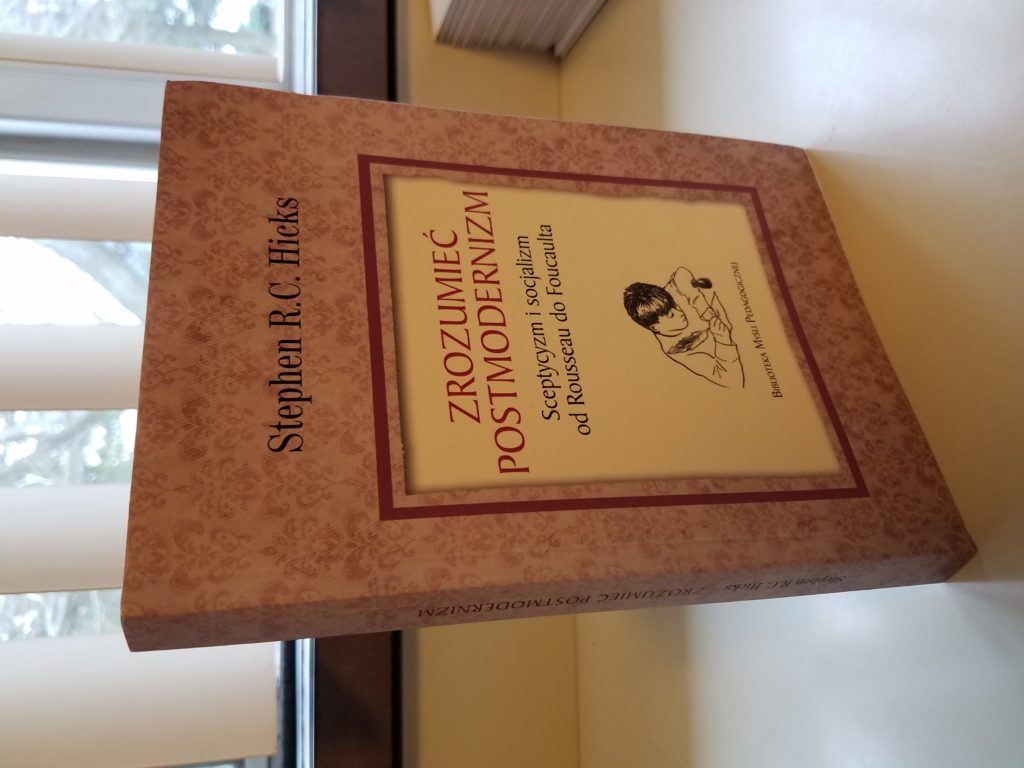 Stephen R.C. Hicks
ZROZUMIEĆ
POSTMODERNIZM
Sceptycyzm i socjalizm
od Rousseau do Foucaulta
BIBLIOTEKA MYŚLI PEDAGOGICZNEJ
Stephen R.C. Hicks ZROZUMIEĆ POSTMODERNIZM